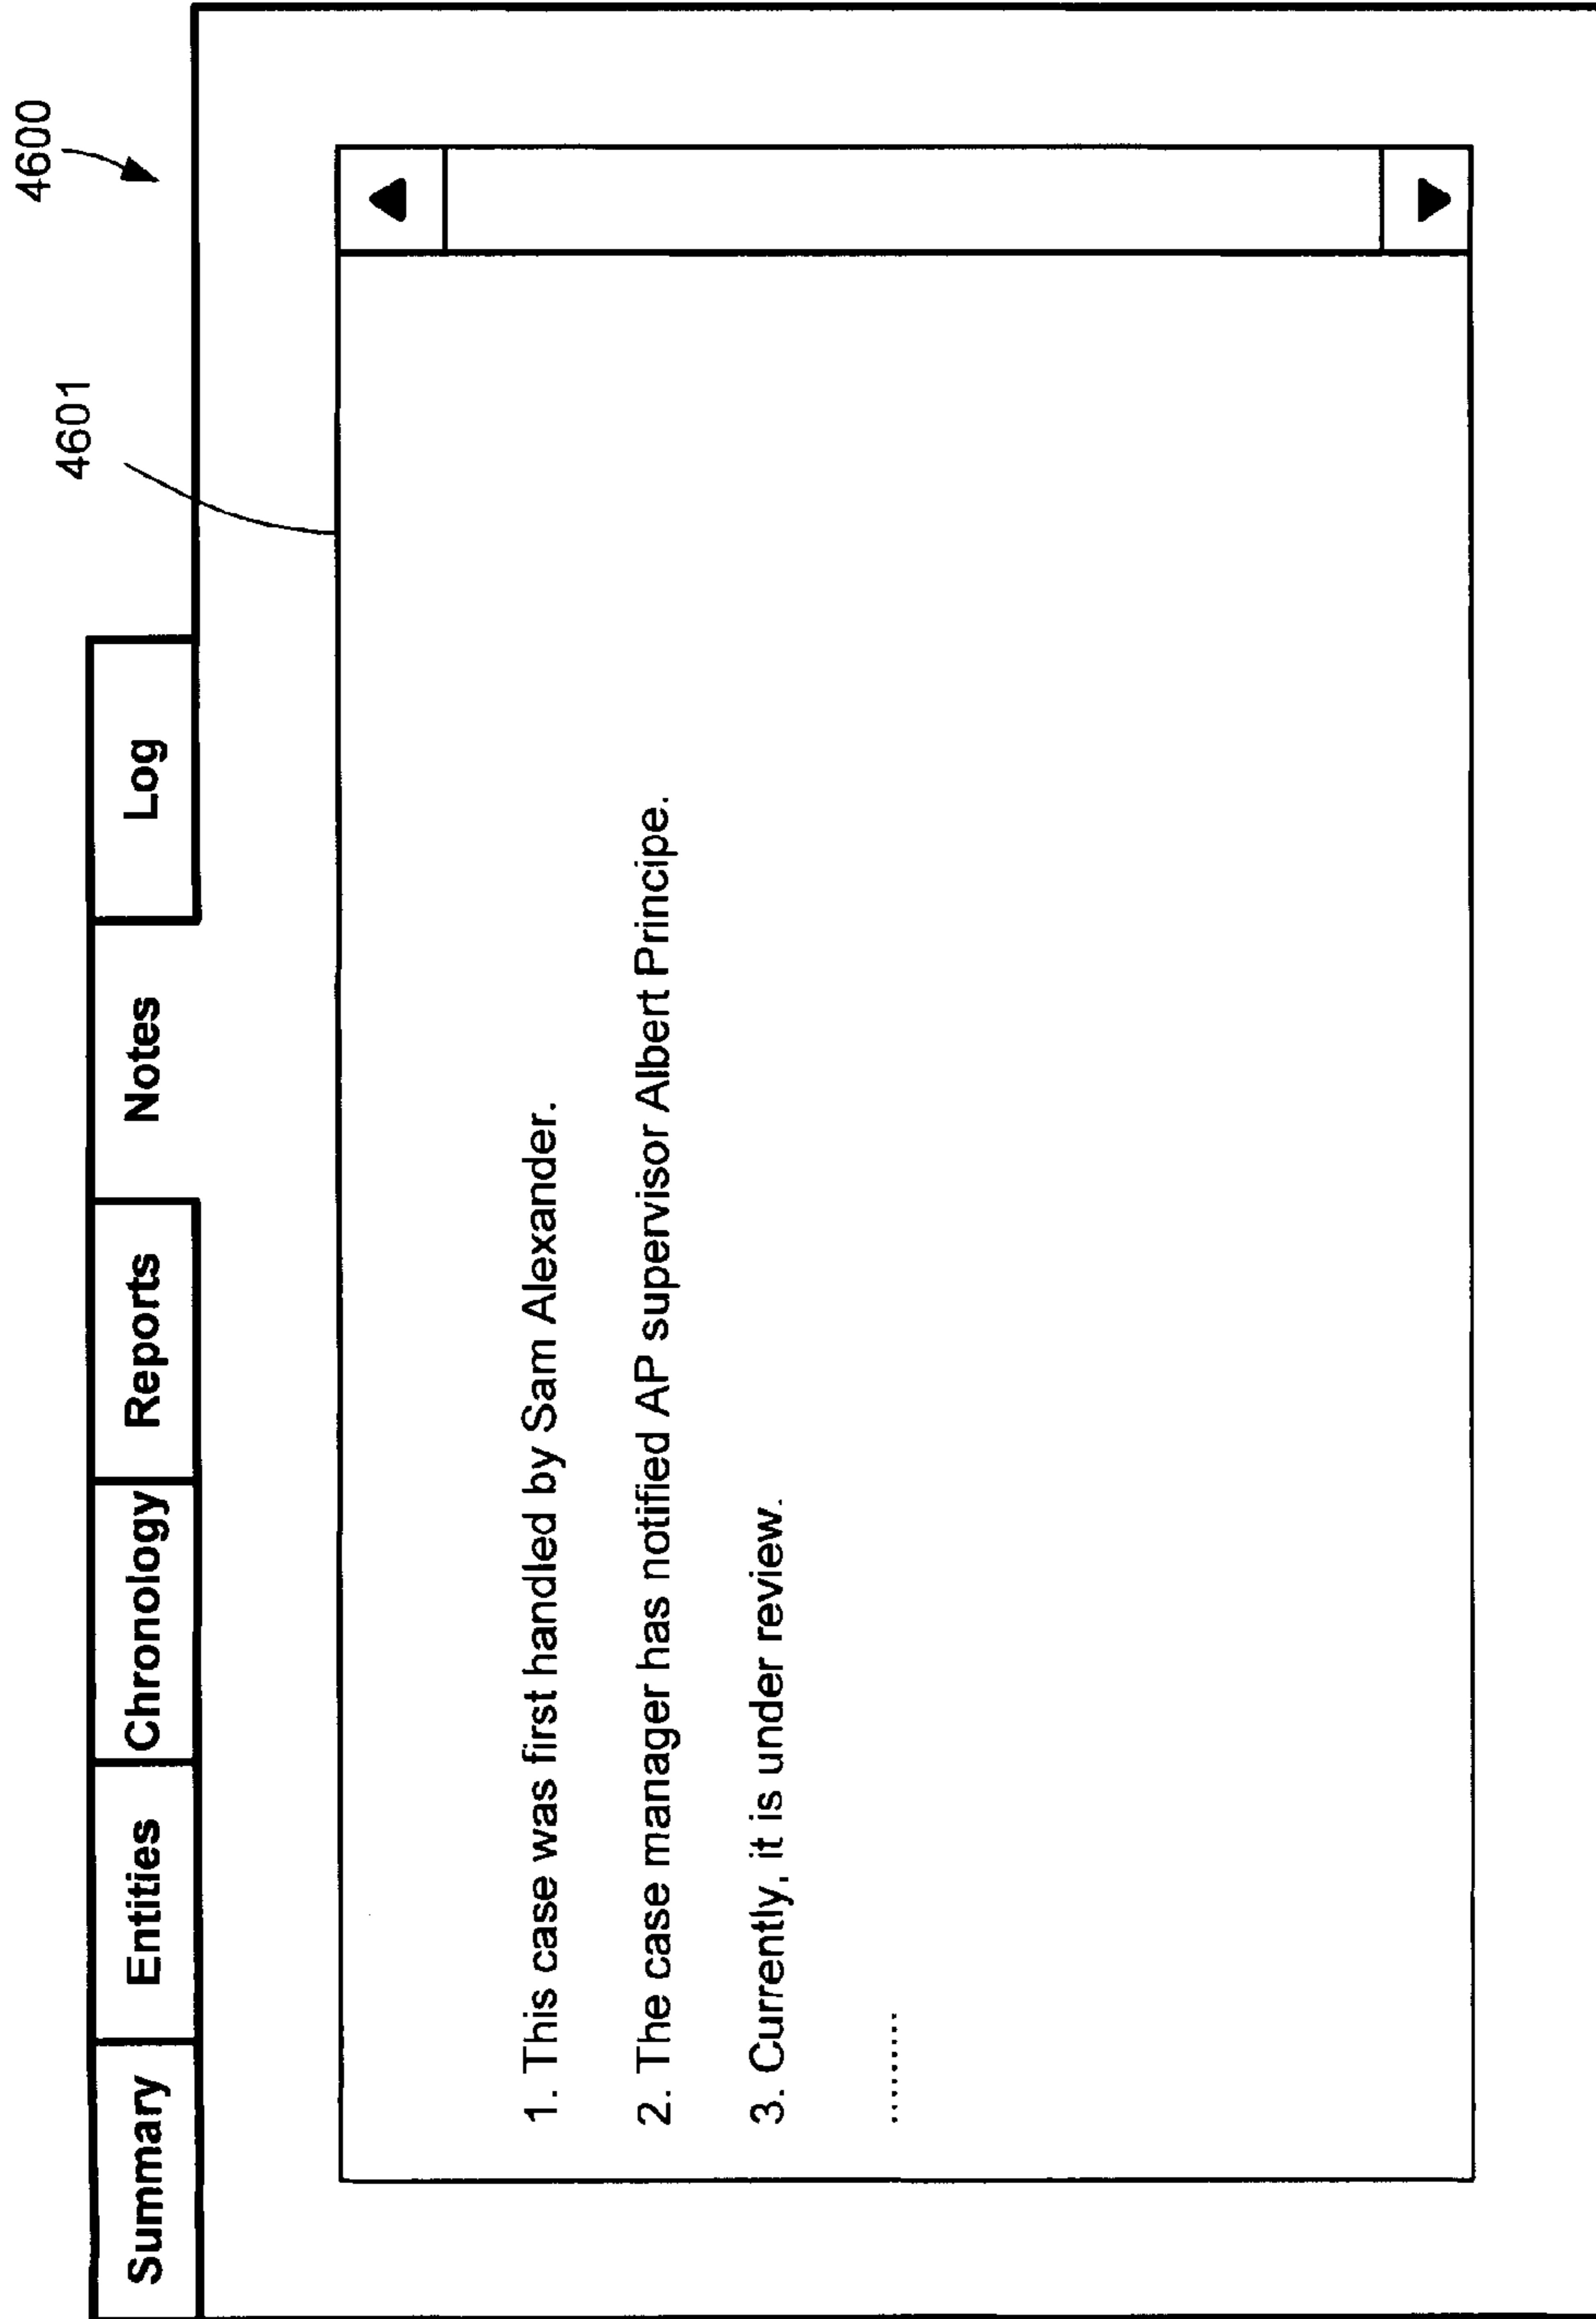 4600
4601
Summary
Entities
Chronology
Reports
Notes
Log
1. This case was first handled by Sam Alexander.
2. The case manager has notified AP supervisor Albert Principe.
3. Currently, it is under review.
.........